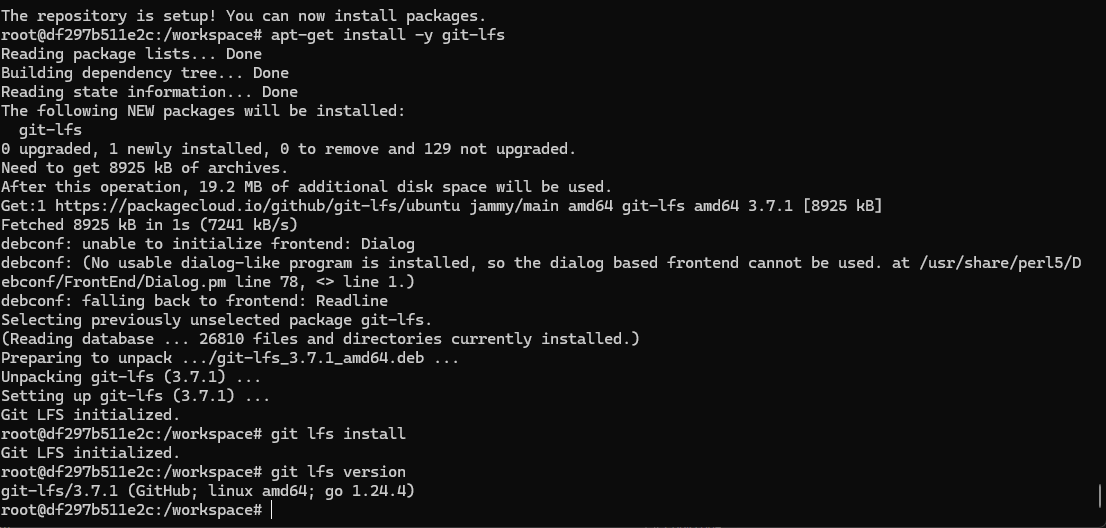 The repository is setup! You can now install packages.
root@df297b511e2c:/workspace# apt-get install -y git-lfs
Reading package lists... Done
Building dependency tree... Done
Reading state information... Done
The following NEW packages will be installed:
  git-lfs
0 upgraded, 1 newly installed, 0 to remove and 129 not upgraded.
Need to get 8925 kB of archives.
After this operation, 19.2 MB of additional disk space will be used.
Get:1 https://packagecloud.io/github/git-lfs/ubuntu jammy/main amd64 git-lfs amd64 3.7.1 [8925 kB]
Fetched 8925 kB in 1s (7241 kB/s)
debconf: unable to initialize frontend: Dialog
debconf: (No usable dialog-like program is installed, so the dialog based frontend cannot be used. at /usr/share/perl5/D
ebconf/FrontEnd/Dialog.pm line 78, <> line 1.)
debconf: falling back to frontend: Readline
Selecting previously unselected package git-lfs.
(Reading database ... 26810 files and directories currently installed.)
Preparing to unpack .../git-lfs_3.7.1_amd64.deb ...
Unpacking git-lfs (3.7.1) ...
Setting up git-lfs (3.7.1) ...
Git LFS initialized.
root@df297b511e2c:/workspace# git lfs install
Git LFS initialized.
root@df297b511e2c:/workspace# git lfs version
git-lfs/3.7.1 (GitHub; linux amd64; go 1.24.4)
root@df297b511e2c:/workspace#